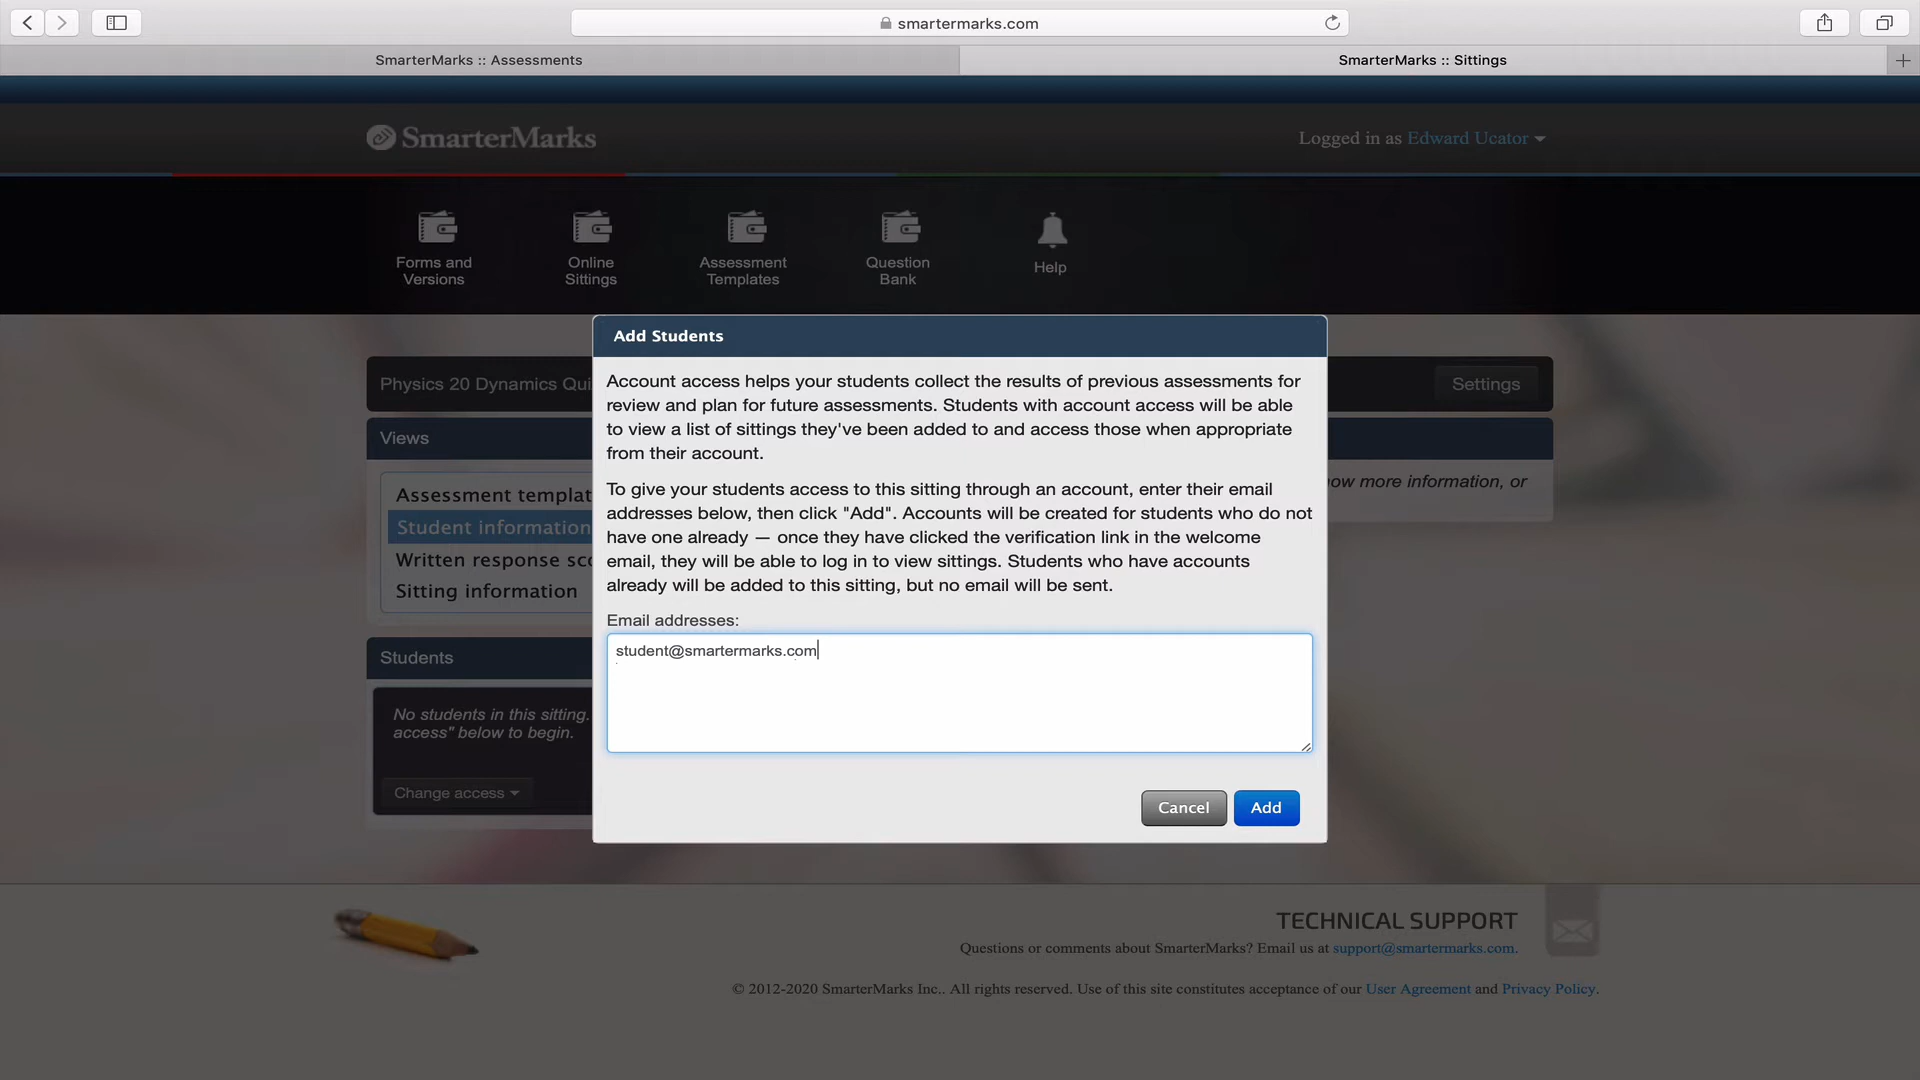 smartermarks.com
SmarterMarks :: Assessments
SmarterMarks :: Sittings
SmarterMarks
Logged in as Edward Ucator
Forms and
Versions
Online
Sittings
Assessment
Templates
Question
Bank
Help
Add Students
Physics 20 Dynamics Qui
Settings
Views
Assessment templat
Student information
Written response sc
Sitting information
ow more information, or
Account access helps your students collect the results of previous assessments for
review and plan for future assessments. Students with account access will be able
to view a list of sittings they've been added to and access those when appropriate
from their account.
To give your students access to this sitting through an account, enter their email
addresses below, then click "Add". Accounts will be created for students who do not
have one already — once they have clicked the verification link in the welcome
email, they will be able to log in to view sittings. Students who have accounts
already will be added to this sitting, but no email will be sent.
Email addresses:
student@smartermarks.com
Students
No students in this sitting.
access" below to begin.
Change access
Cancel
Add
TECHNICAL SUPPORT
Questions or comments about SmarterMarks? Email us at support@smartermarks.com.
© 2012-2020 SmarterMarks Inc.. All rights reserved. Use of this site constitutes acceptance of our User Agreement and Privacy Policy.